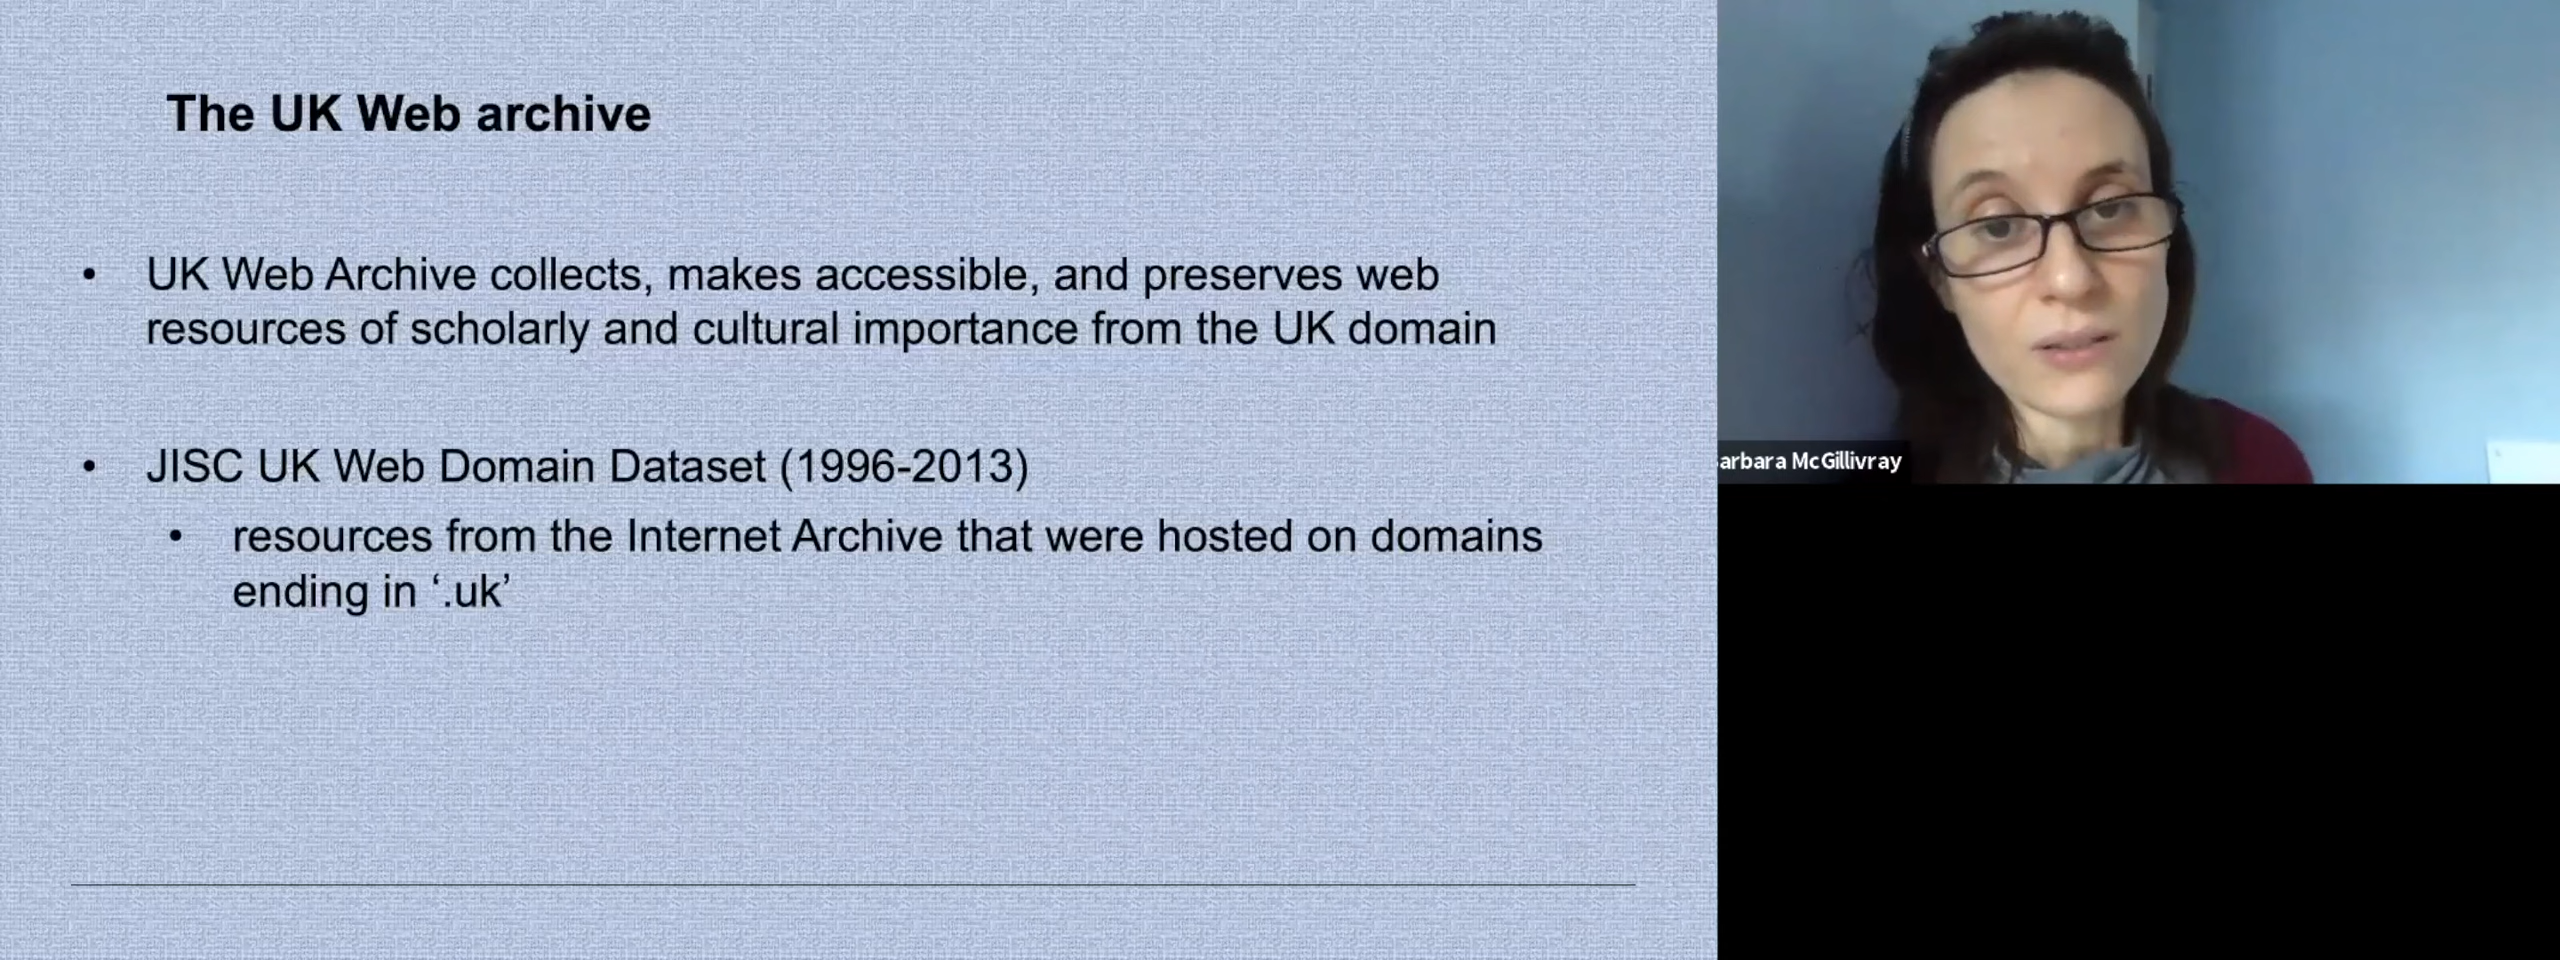 The UK Web archive
• UK Web Archive collects, makes accessible, and preserves web
resources of scholarly and cultural importance from the UK domain
• JISC UK Web Domain Dataset (1996-2013)
• resources from the Internet Archive that were hosted on domains
ending in ‘.uk’
arbara McGillivray